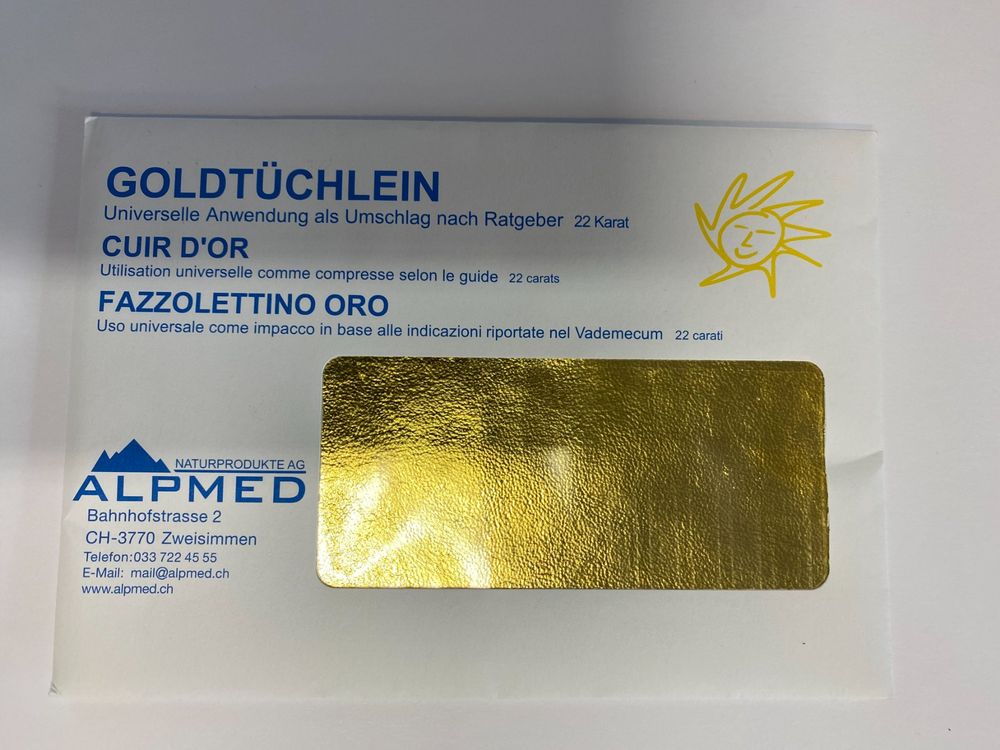 GOLDTÜCHLEIN
Universelle Anwendung als Umschlag nach Ratgeber 22 Karat
CUIR D'OR
Utilisation universelle comme compresse selon le guide 22 carats
FAZZOLETTINO ORO
Uso universale come impacco in base alle indicazioni riportate nel Vademecum 22 carati
NATURPRODUKTE AG
ALPMED
Bahnhofstrasse 2
CH-3770 Zweisimmen
Telefon:033 722 45 55
E-Mail: mail@alpmed.ch
www.alpmed.ch